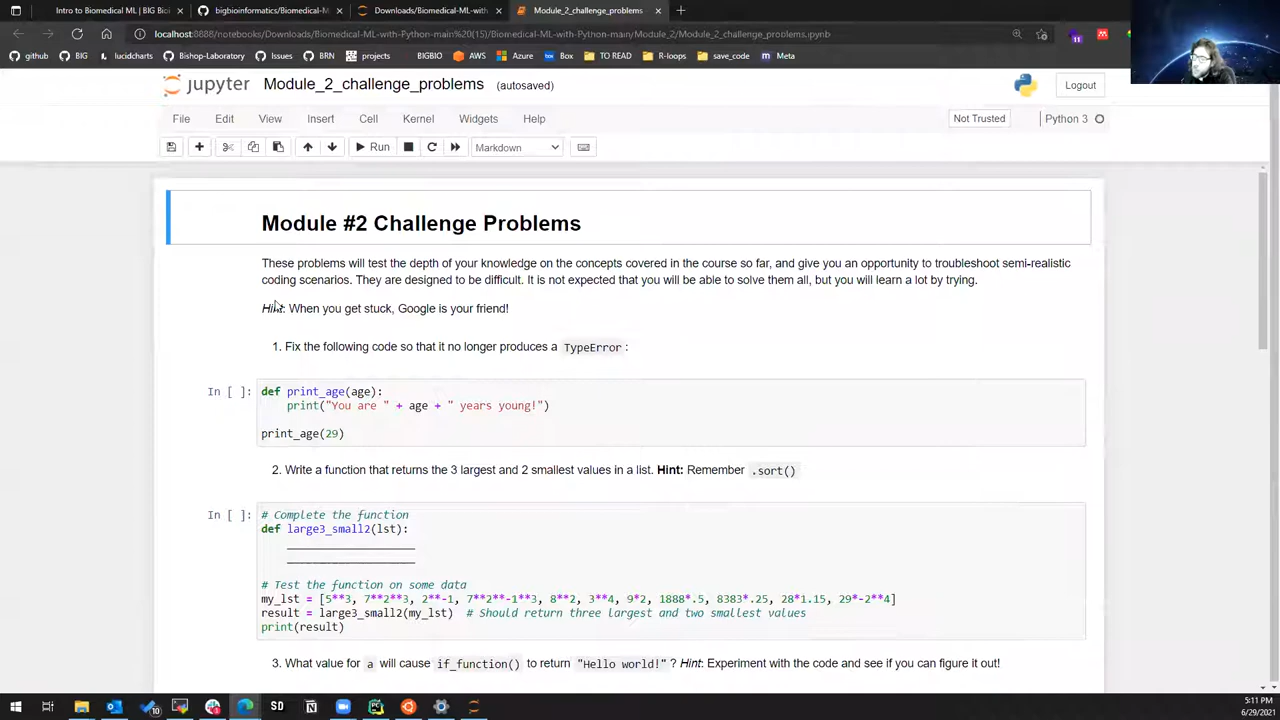 Intro to Biomedical ML | BIG Bioi
bigbioinformatics/Biomedical-M
Downloads/Biomedical-ML-with-
Module_2_challenge_problems
localhost:8888/notebooks/Downloads/Biomedical-ML-with-Python-main%20(15)/Biomedical-ML-with-Python-main/Module_2/Module_2_challenge_problems.ipynb
github
BIG
lucidcharts
Bishop-Laboratory
Issues
BRN
projects
BIGBIO
AWS
Azure
Box
TO READ
R-loops
save_code
Meta
jupyter Module_2_challenge_problems (autosaved)
Logout
File Edit View Insert Cell Kernel Widgets Help
Not Trusted
Python 3
Run
Markdown
Module #2 Challenge Problems
These problems will test the depth of your knowledge on the concepts covered in the course so far, and give you an opportunity to troubleshoot semi-realistic
coding scenarios. They are designed to be difficult. It is not expected that you will be able to solve them all, but you will learn a lot by trying.
Hint: When you get stuck, Google is your friend!
1. Fix the following code so that it no longer produces a TypeError :
In [ ]: def print_age(age):
print("You are " + age + " years young!")
print_age(29)
2. Write a function that returns the 3 largest and 2 smallest values in a list. Hint: Remember .sort()
In [ ]: # Complete the function
def large3_small2(lst):
# Test the function on some data
my_lst = [5**3, 7**2**3, 2**-1, 7**2**-1**3, 8**2, 3**4, 9*2, 1888*.5, 8383*.25, 28*1.15, 29*-2**4]
result = large3_small2(my_lst) # Should return three largest and two smallest values
print(result)
3. What value for a will cause if_function() to return "Hello world!" ? Hint: Experiment with the code and see if you can figure it out!
5:11 PM
6/29/2021